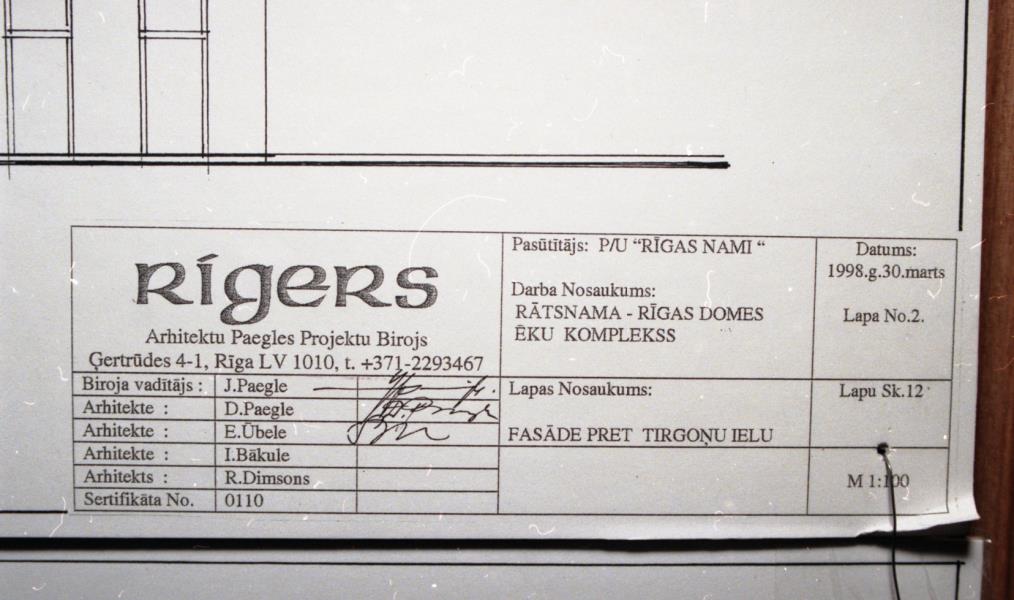 RÍGERS
Arhitektu Paegles Projektu Birojs
Ģertrūdes 4-1, Rīga LV 1010, t. +371-2293467
Biroja vadītājs : J.Paegle
Arhitekte : D.Paegle
Arhitekte : E.Ūbele
Arhitekte : I.Bākule
Arhitekts : R.Dimsons
Sertifikāta No. 0110
Pasūtītājs: P/U “RĪGAS NAMI “
Darba Nosaukums:
RĀTSNAMA - RĪGAS DOMES
ĒKU KOMPLEKSS
Lapas Nosaukums:
FASĀDE PRET TIRGOŅU IELU
Datums:
1998.g.30.marts
Lapa No.2.
Lapu Sk.12
M 1:100